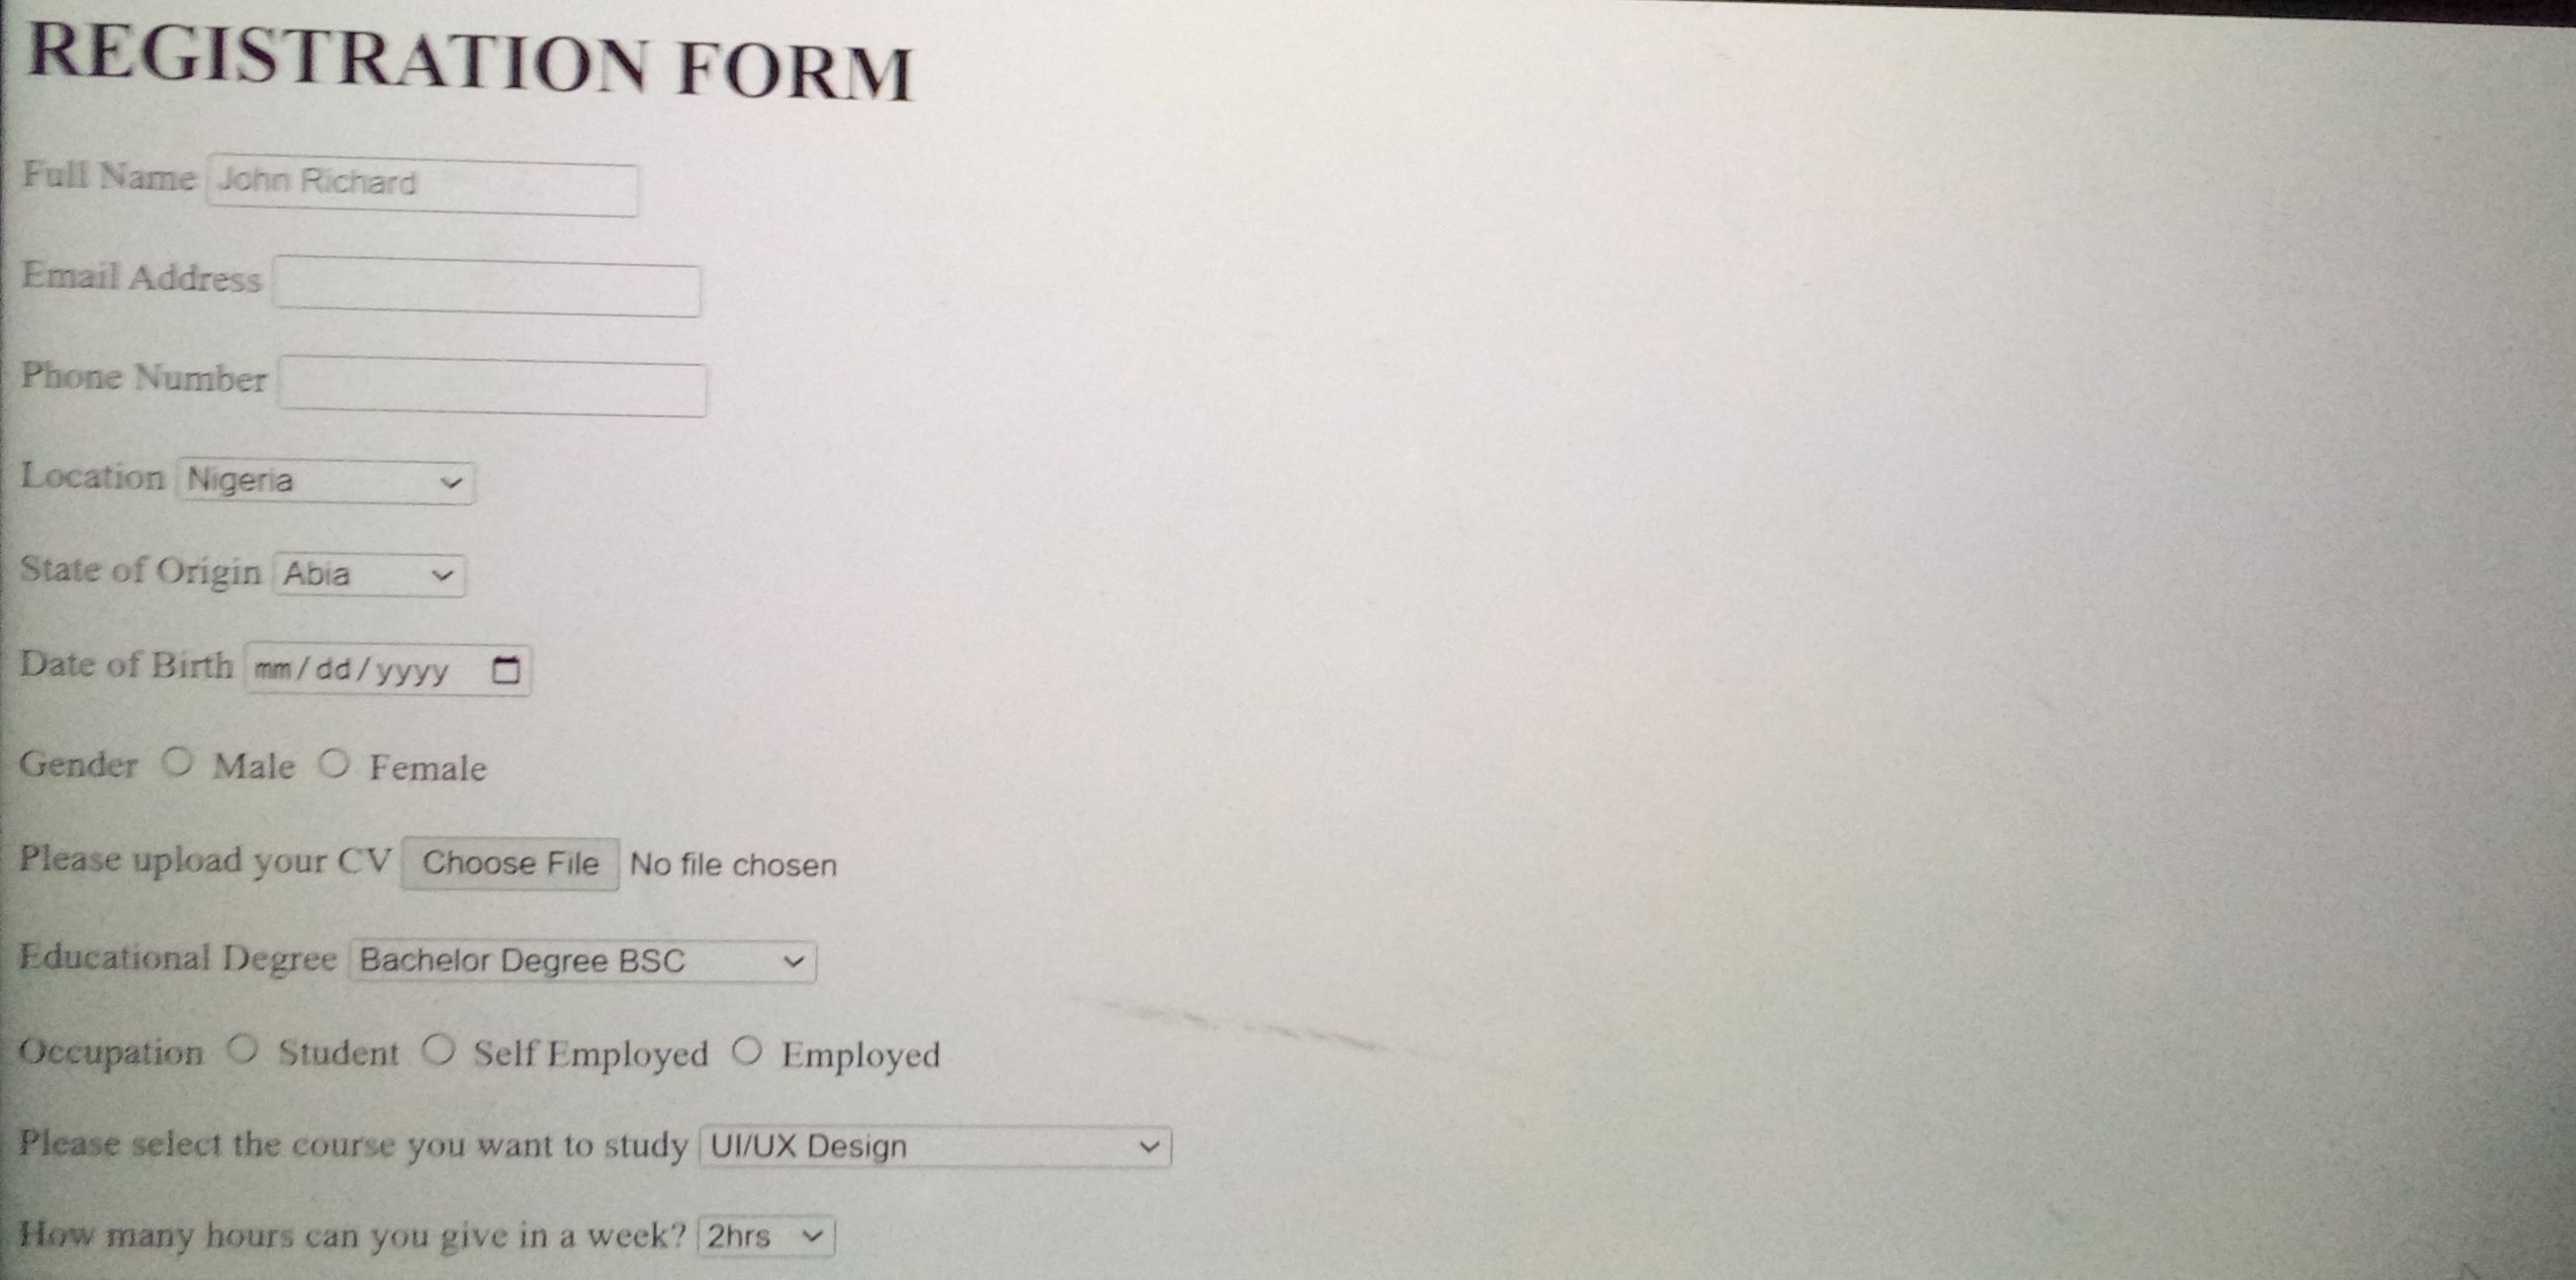 REGISTRATION FORM
Full Name John Richard
Email Address
Phone Number
Location Nigeria
State of Origin Abia
Date of Birth mm/dd/yyyy
Gender Male Female
Please upload your CV Choose File No file chosen
Educational Degree Bachelor Degree BSC
Occupation Student Self Employed Employed
Please select the course you want to study UI/UX Design
How many hours can you give in a week? 2hrs